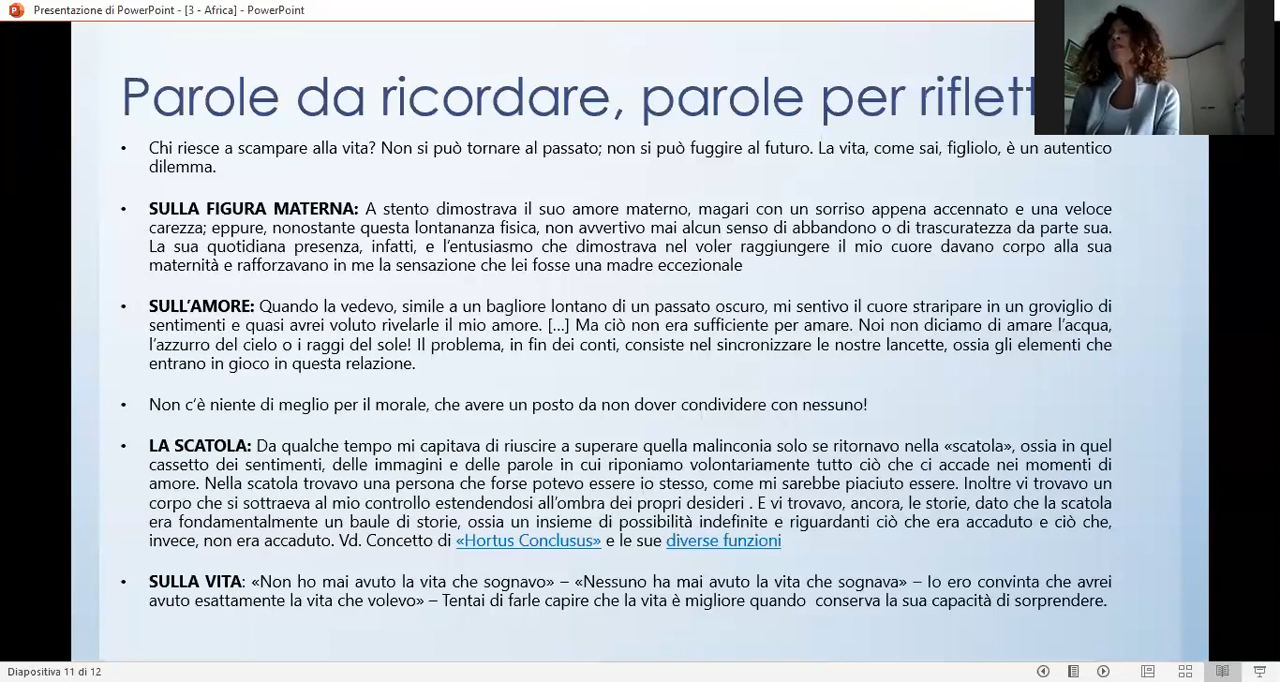 Presentazione di PowerPoint - [3 - Africa] - PowerPoint
Parole da ricordare, parole per riflett
• Chi riesce a scampare alla vita? Non si può tornare al passato; non si può fuggire al futuro. La vita, come sai, figliolo, è un autentico
dilemma.
• SULLA FIGURA MATERNA: A stento dimostrava il suo amore materno, magari con un sorriso appena accennato e una veloce
carezza; eppure, nonostante questa lontananza fisica, non avvertivo mai alcun senso di abbandono o di trascuratezza da parte sua.
La sua quotidiana presenza, infatti, e l'entusiasmo che dimostrava nel voler raggiungere il mio cuore davano corpo alla sua
maternità e rafforzavano in me la sensazione che lei fosse una madre eccezionale
• SULL'AMORE: Quando la vedevo, simile a un bagliore lontano di un passato oscuro, mi sentivo il cuore straripare in un groviglio di
sentimenti e quasi avrei voluto rivelarle il mio amore. [...] Ma ciò non era sufficiente per amare. Noi non diciamo di amare l'acqua,
l'azzurro del cielo o i raggi del sole! Il problema, in fin dei conti, consiste nel sincronizzare le nostre lancette, ossia gli elementi che
entrano in gioco in questa relazione.
• Non c'è niente di meglio per il morale, che avere un posto da non dover condividere con nessuno!
• LA SCATOLA: Da qualche tempo mi capitava di riuscire a superare quella malinconia solo se ritornavo nella «scatola», ossia in quel
cassetto dei sentimenti, delle immagini e delle parole in cui riponiamo volontariamente tutto ciò che ci accade nei momenti di
amore. Nella scatola trovavo una persona che forse potevo essere io stesso, come mi sarebbe piaciuto essere. Inoltre vi trovavo un
corpo che si sottraeva al mio controllo estendendosi all'ombra dei propri desideri . E vi trovavo, ancora, le storie, dato che la scatola
era fondamentalmente un baule di storie, ossia un insieme di possibilità indefinite e riguardanti ciò che era accaduto e ciò che,
invece, non era accaduto. Vd. Concetto di «Hortus Conclusus» e le sue diverse funzioni
• SULLA VITA: «Non ho mai avuto la vita che sognavo» – «Nessuno ha mai avuto la vita che sognava» – Io ero convinta che avrei
avuto esattamente la vita che volevo» – Tentai di farle capire che la vita è migliore quando conserva la sua capacità di sorprendere.
Diapositiva 11 di 12